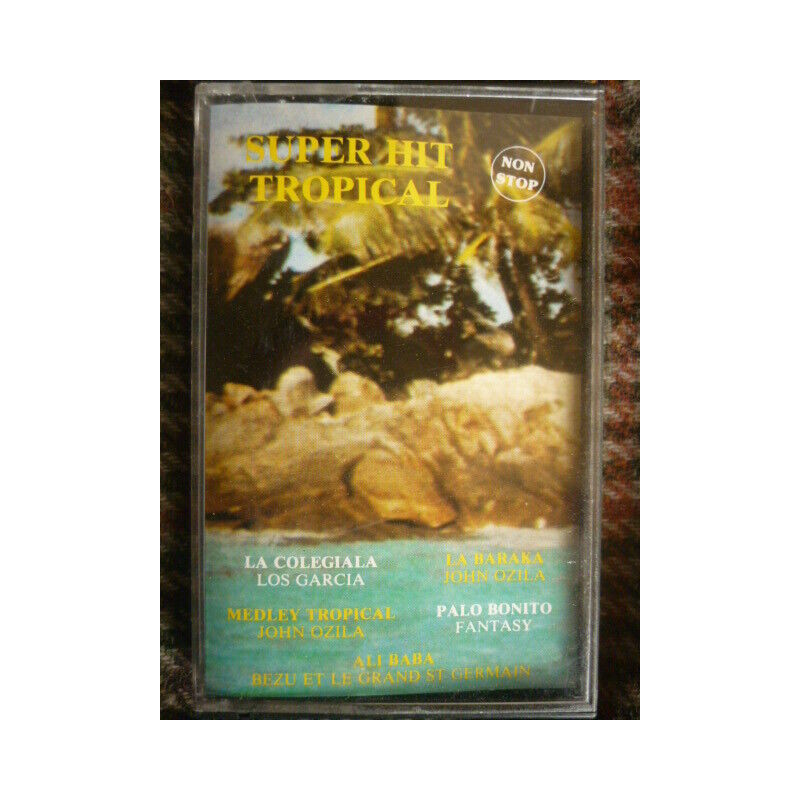 SUPER HIT
TROPICAL
NON
STOP
LA COLEGIALA
LOS GARCIA
LA BARAKA
JOHN OZILA
MEDLEY TROPICAL
JOHN OZILA
PALO BONITO
FANTASY
ALI BABA
BEZU ET LE GRAND ST GERMAIN